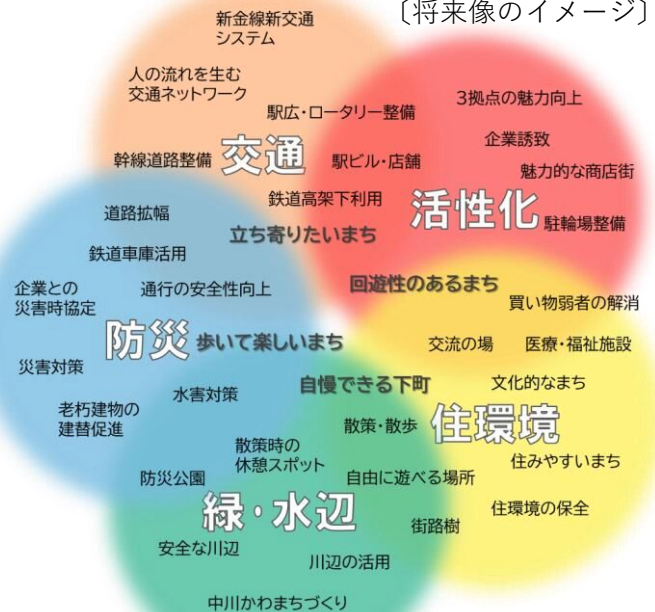 〔将来像のイメージ〕
新金線新交通
システム
人の流れを生む
交通ネットワーク
駅広・ロータリー整備
幹線道路整備
交通
駅ビル・店舗
鉄道高架下利用
3拠点の魅力向上
企業誘致
魅力的な商店街
活性化
駐輪場整備
道路拡幅
立ち寄りたいまち
鉄道車庫活用
企業との
災害時協定
通行の安全性向上
回遊性のあるまち
買い物弱者の解消
防災
歩いて楽しいまち
交流の場
医療・福祉施設
災害対策
水害対策
自慢できる下町
文化的なまち
老朽建物の
建替促進
散策・散歩
住環境
散策時の
休憩スポット
住みやすいまち
防災公園
自由に遊べる場所
緑・水辺
街路樹
住環境の保全
安全な川辺
川辺の活用
中川かわまちづくり